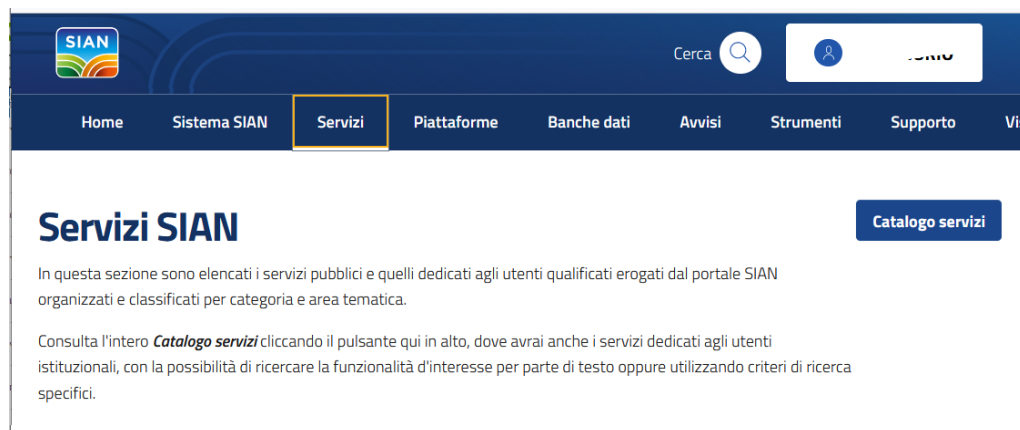 SIAN
Cerca
Home Sistema SIAN Servizi Piattaforme Banche dati Avvisi Strumenti Supporto
Servizi SIAN
Catalogo servizi
In questa sezione sono elencati i servizi pubblici e quelli dedicati agli utenti qualificati erogati dal portale SIAN
organizzati e classificati per categoria e area tematica.
Consulta l'intero Catalogo servizi cliccando il pulsante qui in alto, dove avrai anche i servizi dedicati agli utenti
istituzionali, con la possibilità di ricercare la funzionalità d'interesse per parte di testo oppure utilizzando criteri di ricerca
specifici.